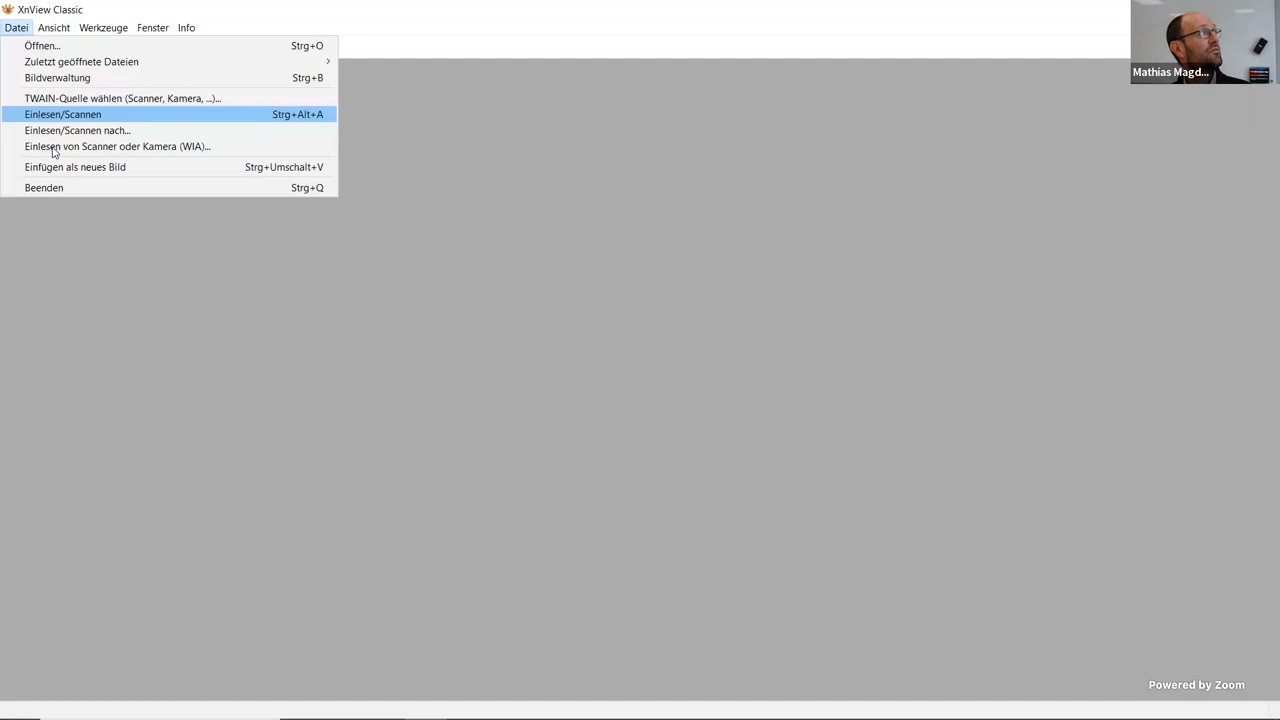 XnView Classic
Datei Ansicht Werkzeuge Fenster Info
Öffnen... Strg+O
Zuletzt geöffnete Dateien
Bildverwaltung Strg+B
TWAIN-Quelle wählen (Scanner, Kamera, ...)...
Einlesen/Scannen Strg+Alt+A
Einlesen/Scannen nach...
Einlesen von Scanner oder Kamera (WIA)...
Einfügen als neues Bild Strg+Umschalt+V
Beenden Strg+Q
Mathias Magd...
Powered by Zoom